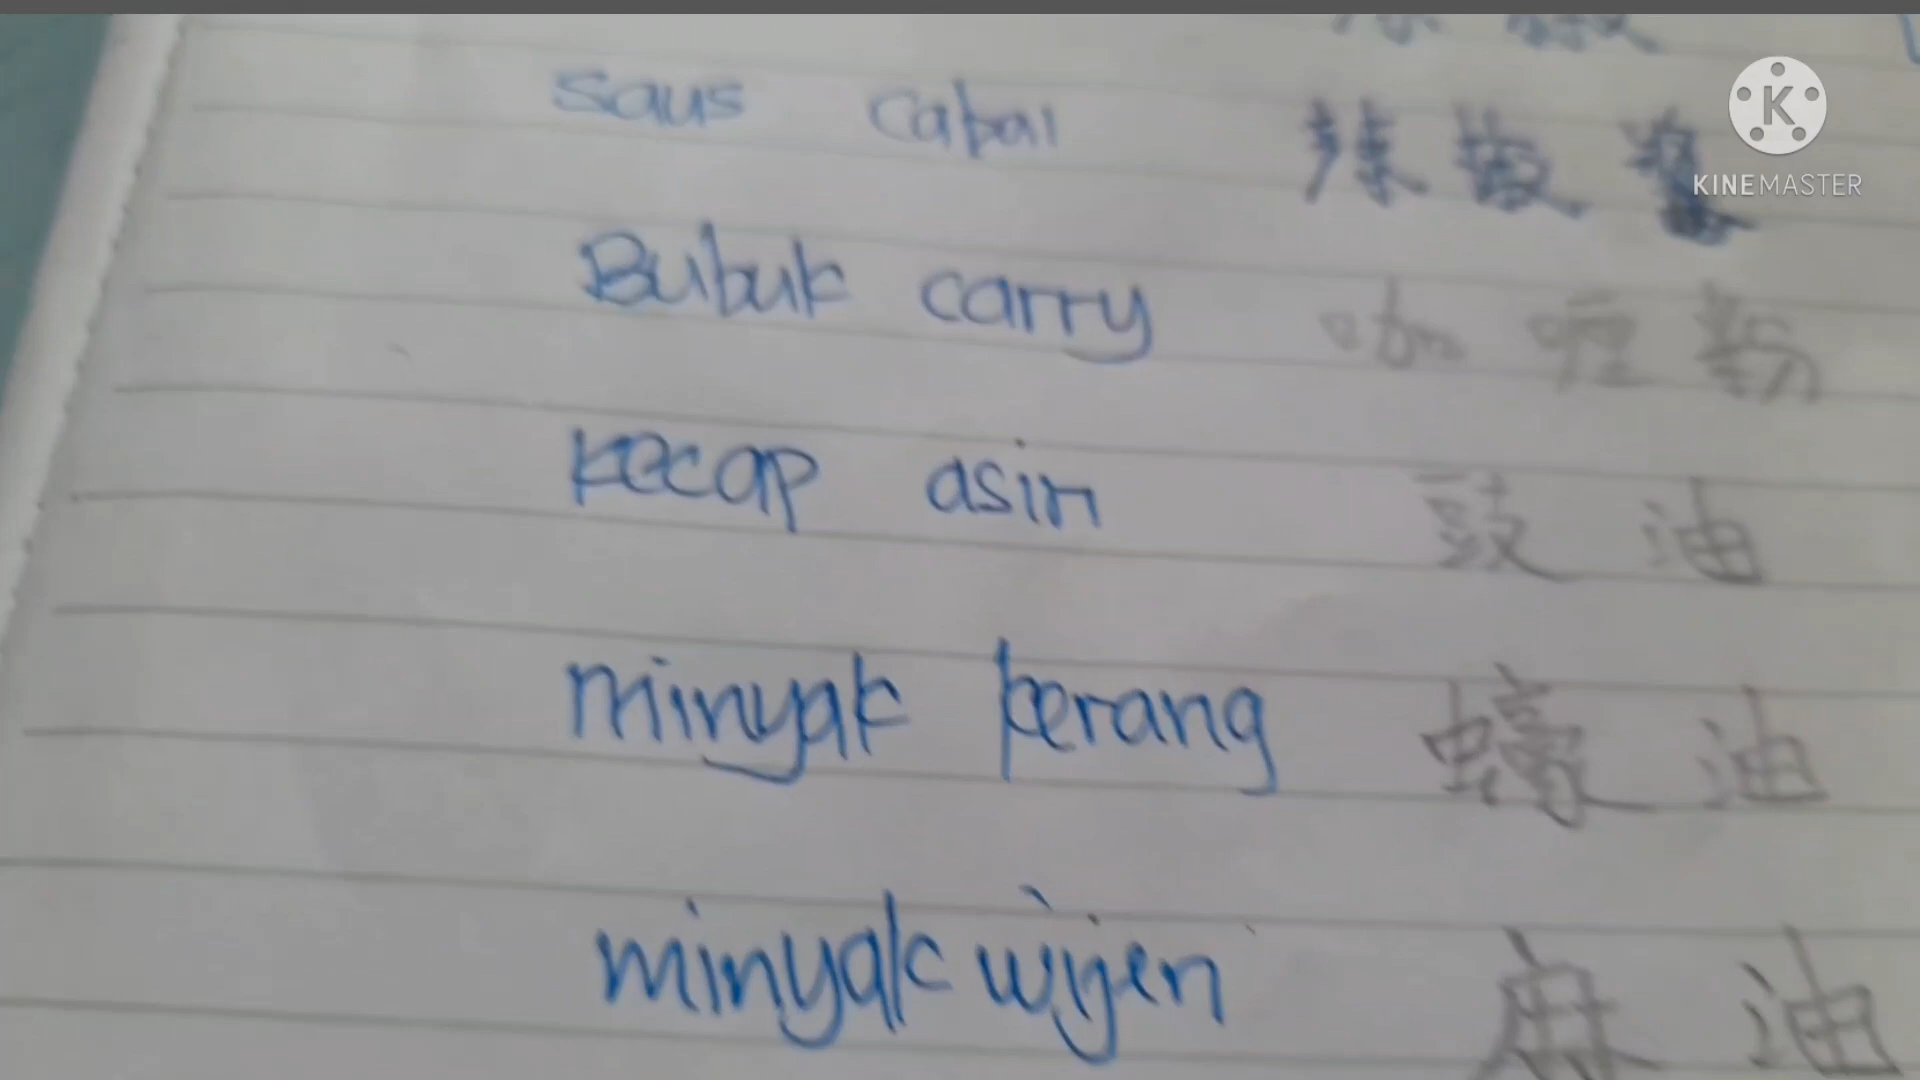 saus cabai 辣椒醬
KINEMASTER
Bubuk carry 咖喱粉
kecap asin 豉油
minyak kerang 蠔油
minyak wijen 麻油